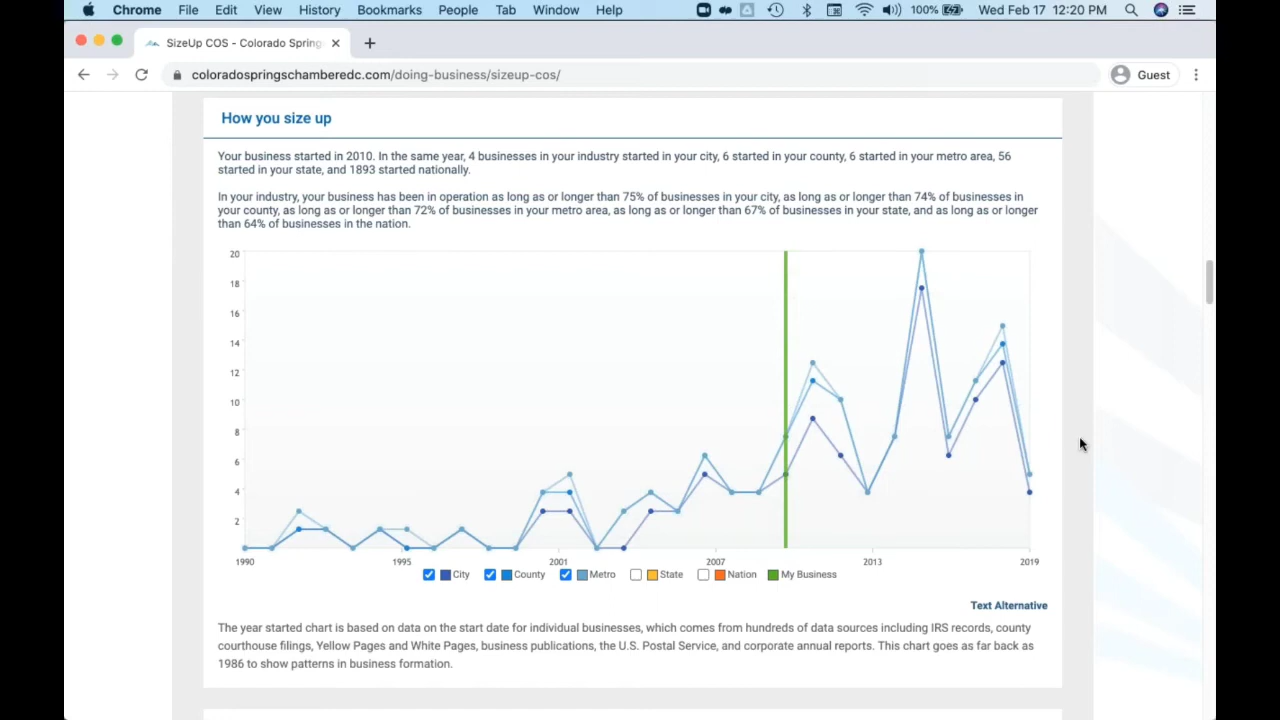 Chrome File Edit View History Bookmarks People Tab Window Help 100% Wed Feb 17 12:20 PM
SizeUp COS - Colorado Spring
coloradospringschamberedc.com/doing-business/sizeup-cos/ Guest
How you size up
Your business started in 2010. In the same year, 4 businesses in your industry started in your city, 6 started in your county, 6 started in your metro area, 56
started in your state, and 1893 started nationally.
In your industry, your business has been in operation as long as or longer than 75% of businesses in your city, as long as or longer than 74% of businesses in
your county, as long as or longer than 72% of businesses in your metro area, as long as or longer than 67% of businesses in your state, and as long as or longer
than 64% of businesses in the nation.
20
18
16
14
12
10
8
6
4
2
1990 1995 2001 2007 2013 2019
City County Metro State Nation My Business
Text Alternative
The year started chart is based on data on the start date for individual businesses, which comes from hundreds of data sources including IRS records, county
courthouse filings, Yellow Pages and White Pages, business publications, the U.S. Postal Service, and corporate annual reports. This chart goes as far back as
1986 to show patterns in business formation.